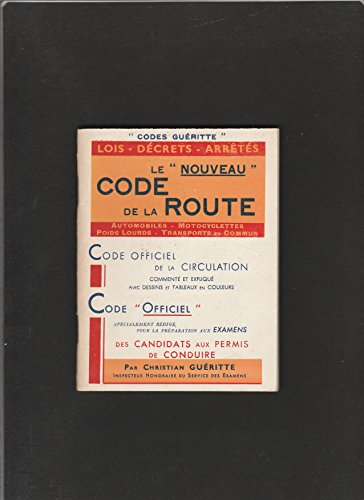 " CODES GUÉRITTE "
LOIS - DÉCRETS - ARRÊTÉS
LE " NOUVEAU "
CODE
DE LA ROUTE
AUTOMOBILES - MOTOCYCLETTES
POIDS LOURDS - TRANSPORTS EN COMMUN
CODE OFFICIEL
DE LA CIRCULATION
COMMENTÉ ET EXPLIQUÉ
AVEC DESSINS ET TABLEAUX EN COULEURS
CODE "OFFICIEL"
SPÉCIALEMENT RÉDIGÉ,
POUR LA PRÉPARATION AUX EXAMENS
DES CANDIDATS AUX PERMIS
DE CONDUIRE
PAR CHRISTIAN GUÉRITTE
INSPECTEUR HONORAIRE DU SERVICE DES EXAMENS